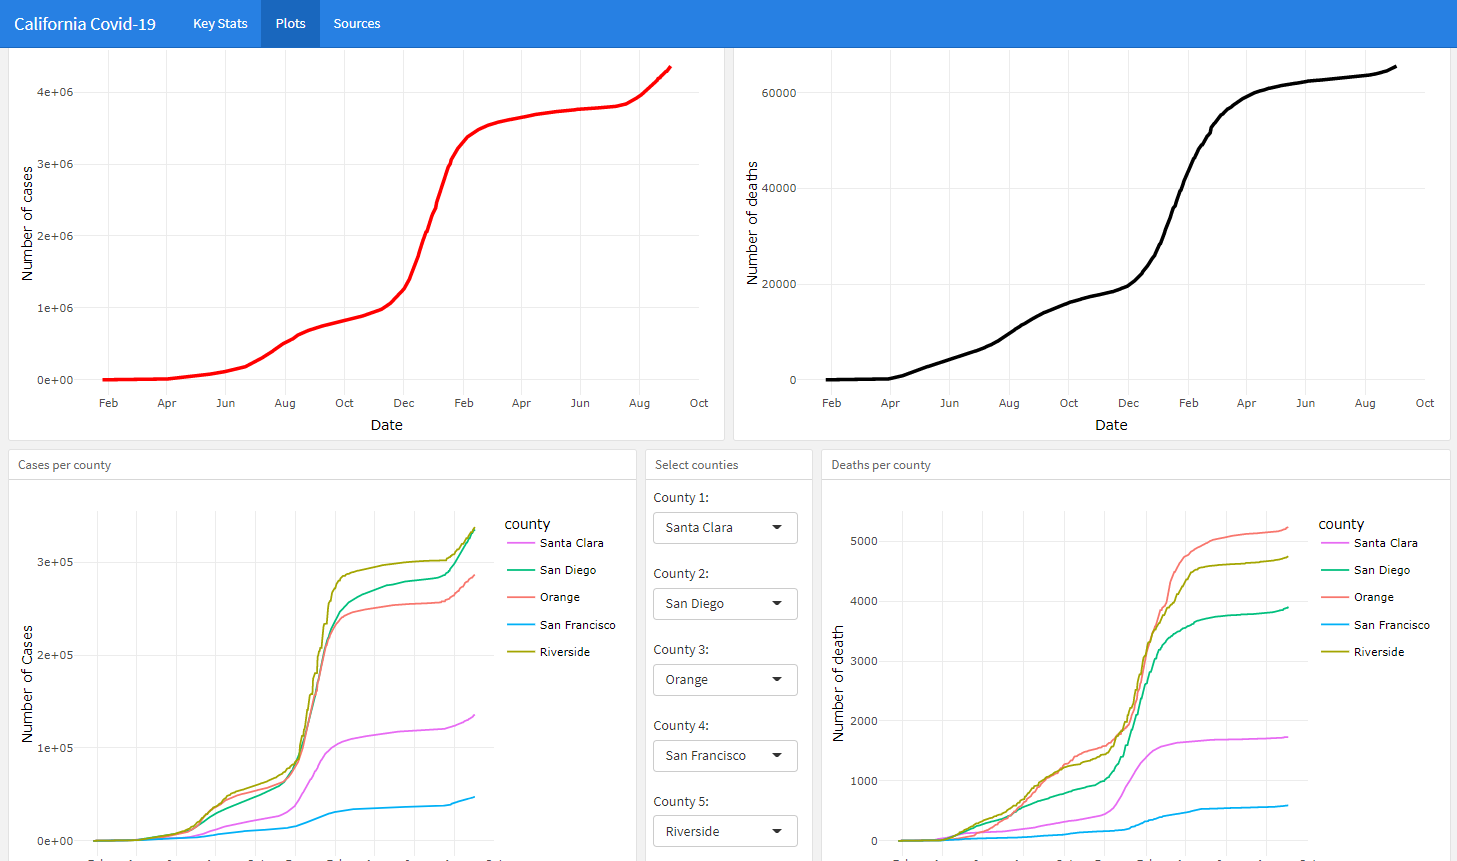 California Covid-19 Key Stats Plots Sources
4e+06
3e+06
2e+06
1e+06
0e+00
Number of cases
Feb Apr Jun Aug Oct Dec Feb Apr Jun Aug Oct
Date
60000
40000
20000
0
Number of deaths
Feb Apr Jun Aug Oct Dec Feb Apr Jun Aug Oct
Date
Cases per county
3e+05
2e+05
1e+05
0e+00
Number of Cases
county
Santa Clara
San Diego
Orange
San Francisco
Riverside
Select counties
County 1:
Santa Clara
County 2:
San Diego
County 3:
Orange
County 4:
San Francisco
County 5:
Riverside
Deaths per county
5000
4000
3000
2000
1000
0
Number of death
county
Santa Clara
San Diego
Orange
San Francisco
Riverside